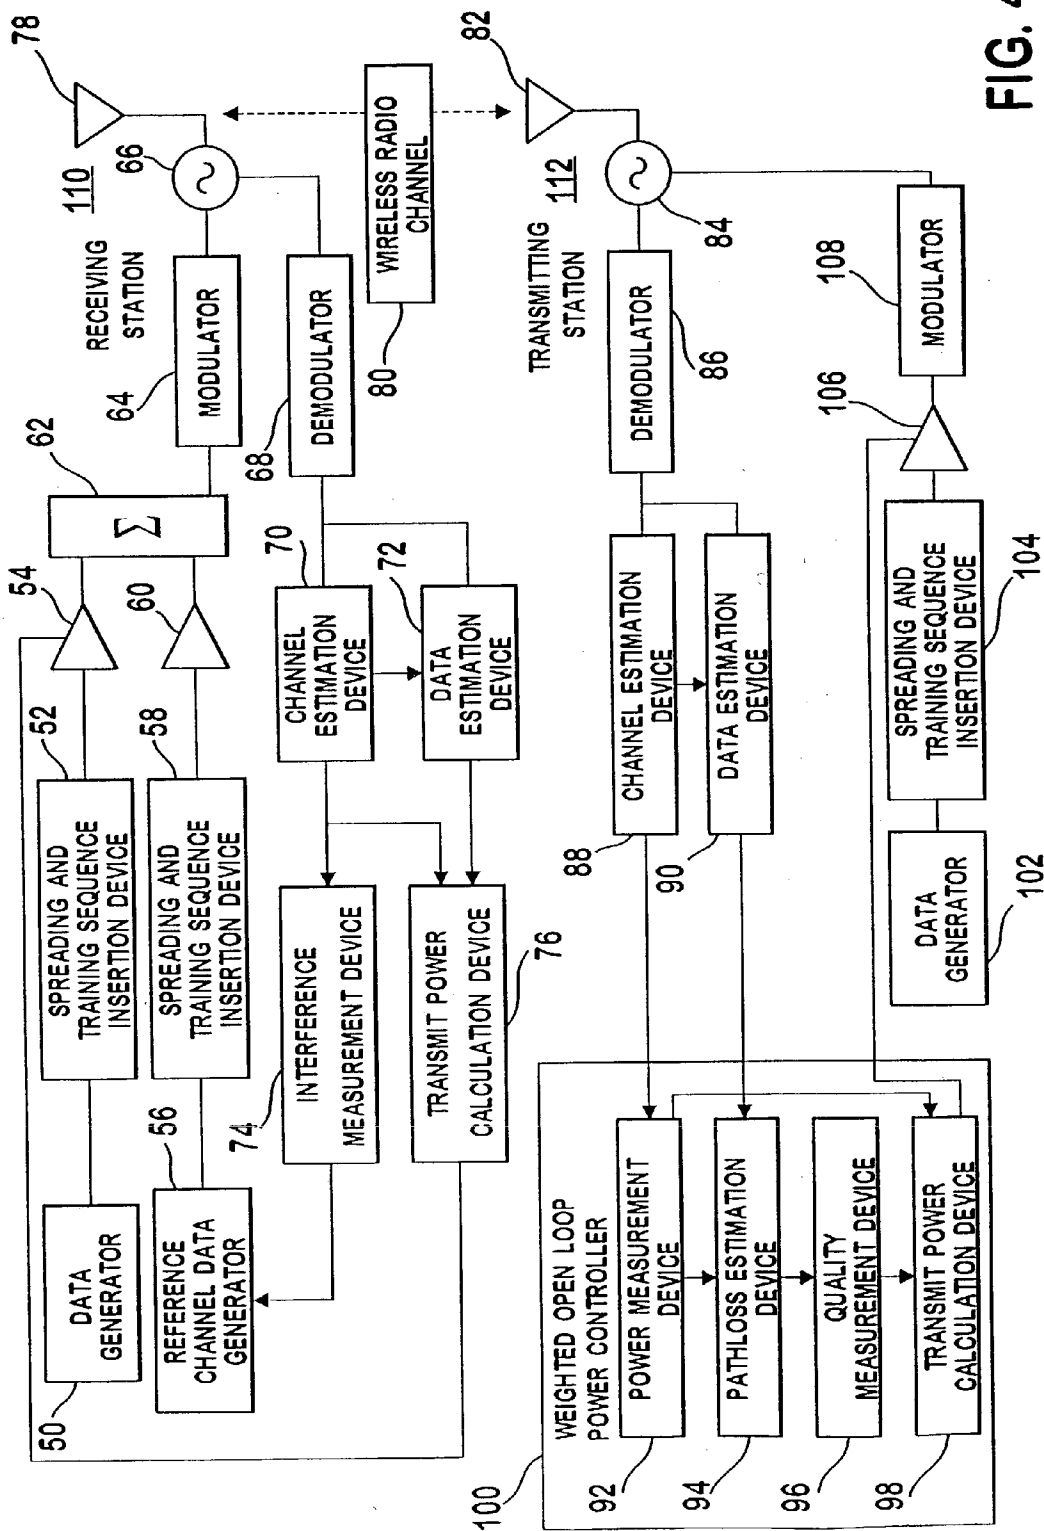 78
110
66
RECEIVING
STATION
64
MODULATOR
62
Σ
54
60
52
SPREADING AND
TRAINING SEQUENCE
INSERTION DEVICE
58
SPREADING AND
TRAINING SEQUENCE
INSERTION DEVICE
DATA
GENERATOR
50
56
REFERENCE
CHANNEL DATA
GENERATOR
68
DEMODULATOR
70
CHANNEL
ESTIMATION
DEVICE
72
DATA
ESTIMATION
DEVICE
74
INTERFERENCE
MEASUREMENT DEVICE
TRANSMIT POWER
CALCULATION DEVICE
76
WIRELESS RADIO
CHANNEL
80
82
112
84
TRANSMITTING
STATION
DEMODULATOR
86
CHANNEL ESTIMATION
DEVICE
88
DATA ESTIMATION
DEVICE
90
WEIGHTED OPEN LOOP
POWER CONTROLLER
100
POWER MEASUREMENT
DEVICE
92
PATHLOSS ESTIMATION
DEVICE
94
QUALITY
MEASUREMENT DEVICE
96
TRANSMIT POWER
CALCULATION DEVICE
98
DATA
GENERATOR
102
SPREADING AND
TRAINING SEQUENCE
INSERTION DEVICE
104
106
MODULATOR
108
FIG. 4